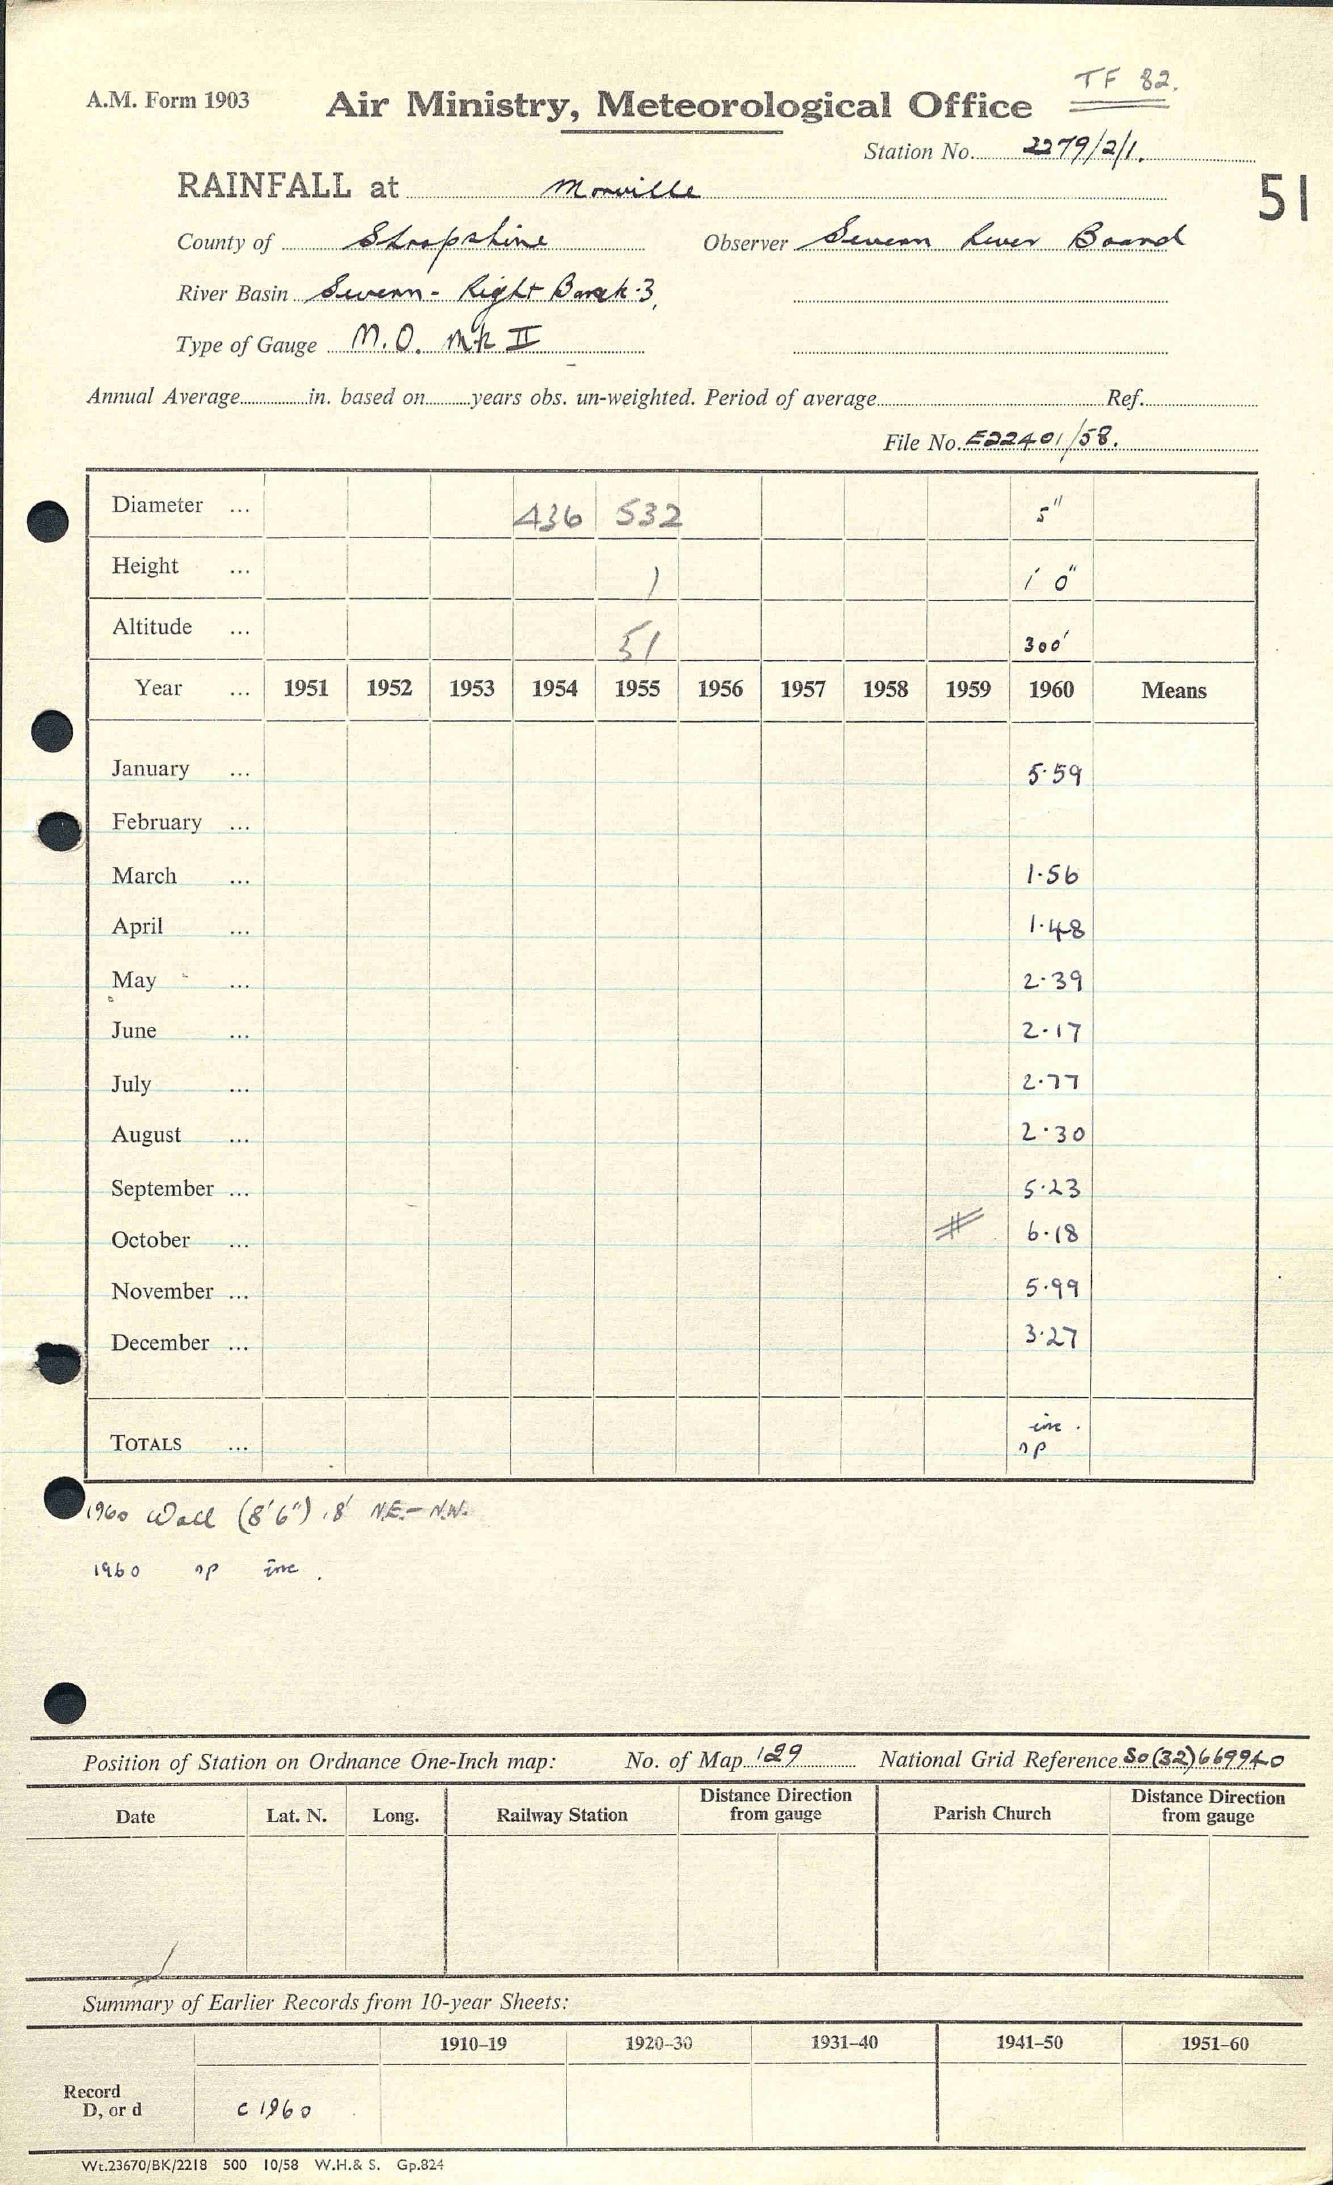 TF 82.
A.M. Form 1903 Air Ministry, Meteorological Office
Station No. 2279/2/1.
51
RAINFALL at Morville
County of Shropshire Observer Severn River Board
River Basin Severn - Right Bank 3,
Type of Gauge M.O. Mk II
Annual Average in. based on years obs. un-weighted. Period of average Ref.
File No. E22401/58.
Diameter ... 436 532 5"
Height ... 1 1' 0"
Altitude ... 51 300'
Year ... 1951 1952 1953 1954 1955 1956 1957 1958 1959 1960 Means
January ... 5.59
February ...
March ... 1.56
April ... 1.48
May ... 2.39
June ... 2.17
July ... 2.77
August ... 2.30
September ... 5.23
October ... 6.18
November ... 5.99
December ... 3.27
TOTALS ... inc.
np
1960 Wall (8'6") 18' N.E. - N.W.
1960 np inc.
Position of Station on Ordnance One-Inch map: No. of Map 129 National Grid Reference SO(32)669940
Date Lat. N. Long. Railway Station Distance Direction from gauge Parish Church Distance Direction from gauge
Summary of Earlier Records from 10-year Sheets:
1910–19 1920–30 1931–40 1941–50 1951–60
Record
D, or d c 1960
Wt.23670/BK/2218 500 10/58 W.H.& S. Gp.824